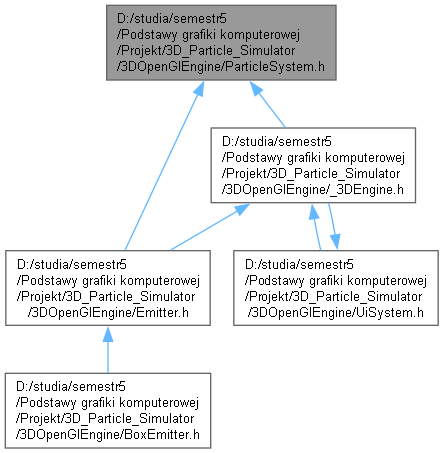 D:/studia/semestr5
/Podstawy grafiki komputerowej
/Projekt/3D_Particle_Simulator
/3DOpenGlEngine/ParticleSystem.h
D:/studia/semestr5
/Podstawy grafiki komputerowej
/Projekt/3D_Particle_Simulator
/3DOpenGlEngine/_3DEngine.h
D:/studia/semestr5
/Podstawy grafiki komputerowej
/Projekt/3D_Particle_Simulator
/3DOpenGlEngine/Emitter.h
D:/studia/semestr5
/Podstawy grafiki komputerowej
/Projekt/3D_Particle_Simulator
/3DOpenGlEngine/UiSystem.h
D:/studia/semestr5
/Podstawy grafiki komputerowej
/Projekt/3D_Particle_Simulator
/3DOpenGlEngine/BoxEmitter.h